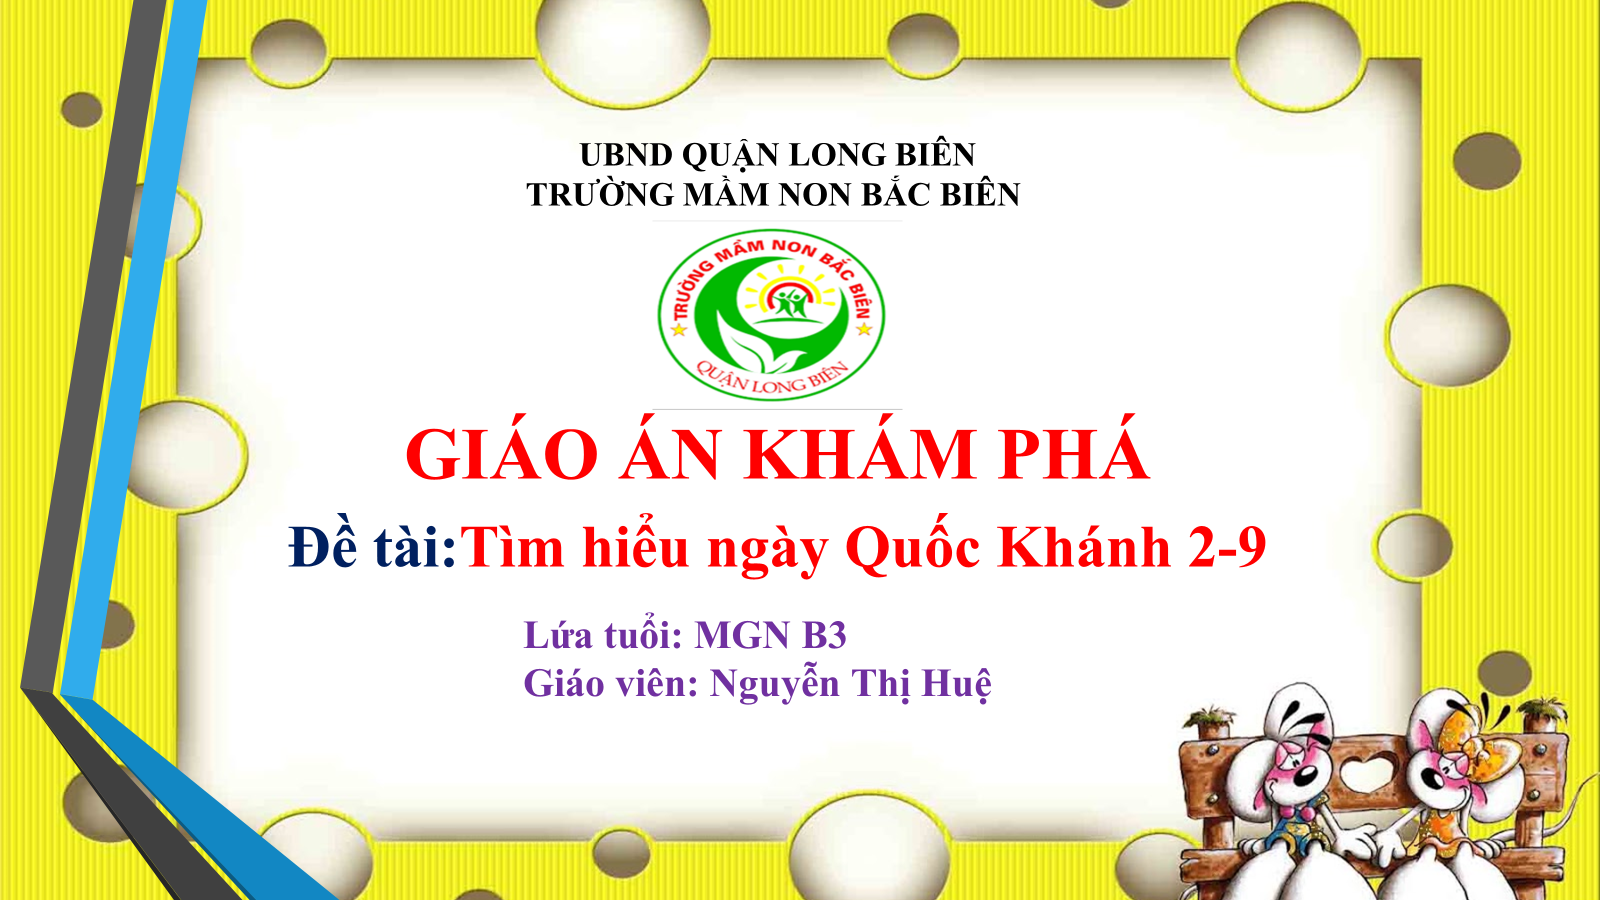 UBND QUẬN LONG BIÊN
TRƯỜNG MẦM NON BẮC BIÊN
TRƯỜNG MẦM NON BẮC BIÊN
QUẬN LONG BIÊN
GIÁO ÁN KHÁM PHÁ
Đề tài:Tìm hiểu ngày Quốc Khánh 2-9
Lứa tuổi: MGN B3
Giáo viên: Nguyễn Thị Huệ